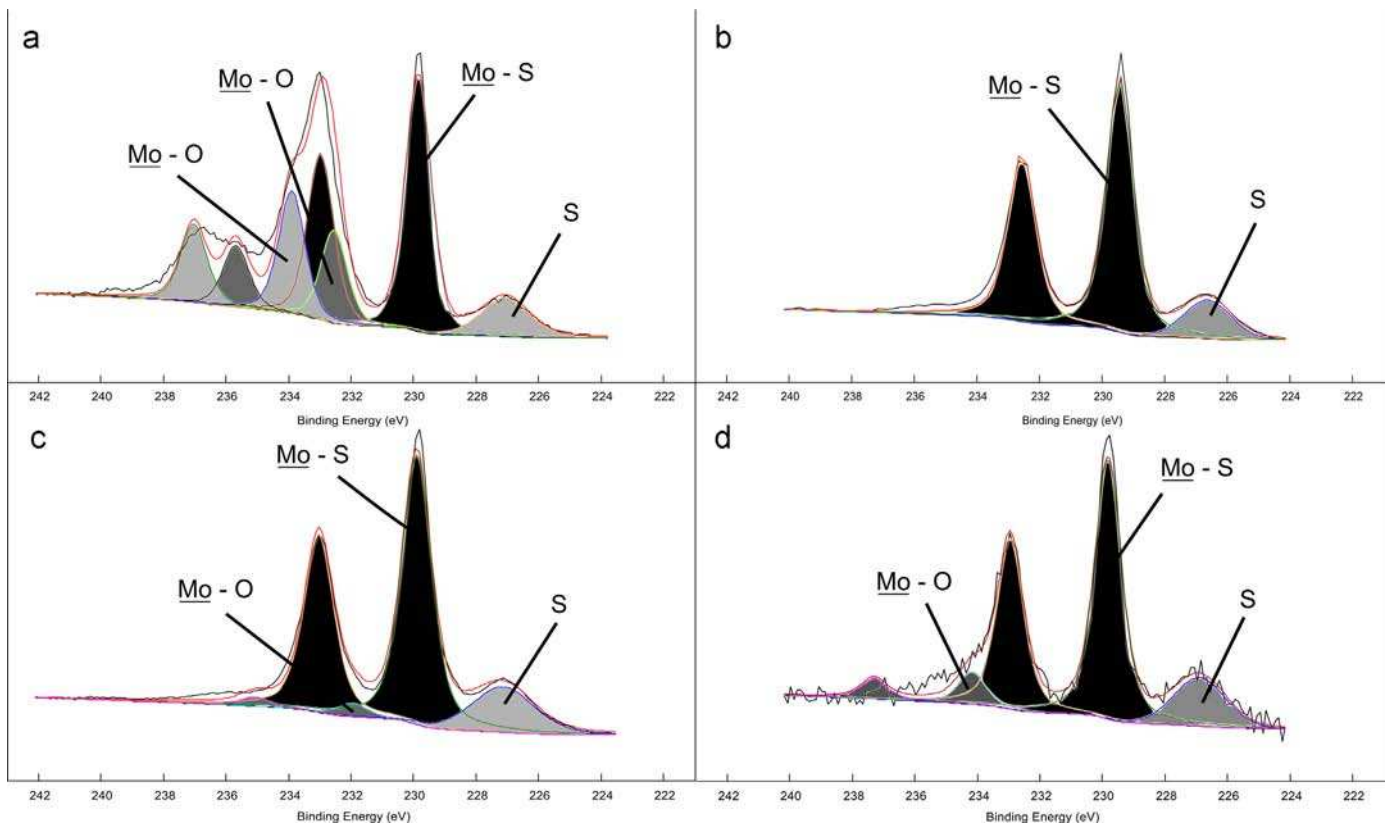 a
Mo - O
Mo - S
Mo - O
S
242 240 238 236 234 232 230 228 226 224 222
Binding Energy (eV)
b
Mo - S
S
242 240 238 236 234 232 230 228 226 224 222
Binding Energy (eV)
c
Mo - S
Mo - O
S
242 240 238 236 234 232 230 228 226 224 222
Binding Energy (eV)
d
Mo - S
Mo - O
S
242 240 238 236 234 232 230 228 226 224 222
Binding Energy (eV)